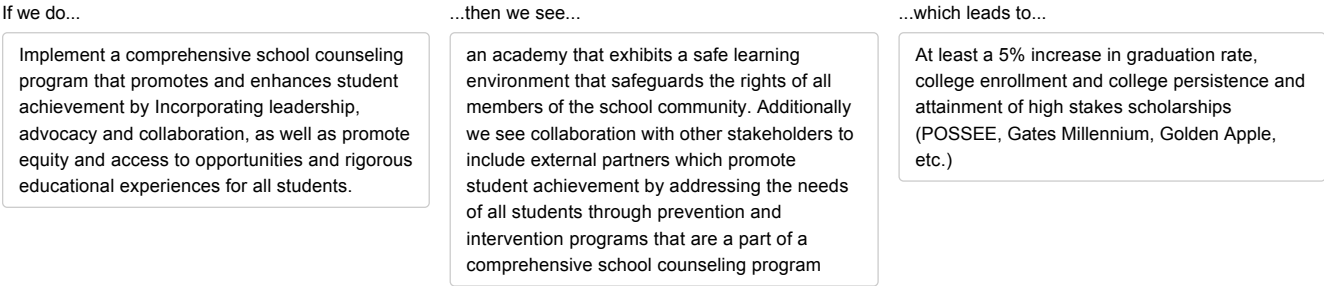 If we do...
Implement a comprehensive school counseling
program that promotes and enhances student
achievement by Incorporating leadership,
advocacy and collaboration, as well as promote
equity and access to opportunities and rigorous
educational experiences for all students.
...then we see...
an academy that exhibits a safe learning
environment that safeguards the rights of all
members of the school community. Additionally
we see collaboration with other stakeholders to
include external partners which promote
student achievement by addressing the needs
of all students through prevention and
intervention programs that are a part of a
comprehensive school counseling program
...which leads to...
At least a 5% increase in graduation rate,
college enrollment and college persistence and
attainment of high stakes scholarships
(POSSEE, Gates Millennium, Golden Apple,
etc.)